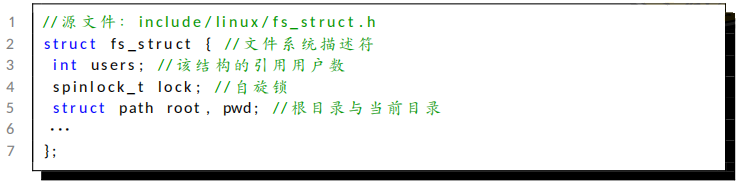 1 //源文件: include/linux/fs_struct.h
2 struct fs_struct { //文件系统描述符
3 int users; //该结构的引用用户数
4 spinlock_t lock; //自旋锁
5 struct path root, pwd; //根目录与当前目录
6 ...
7 };